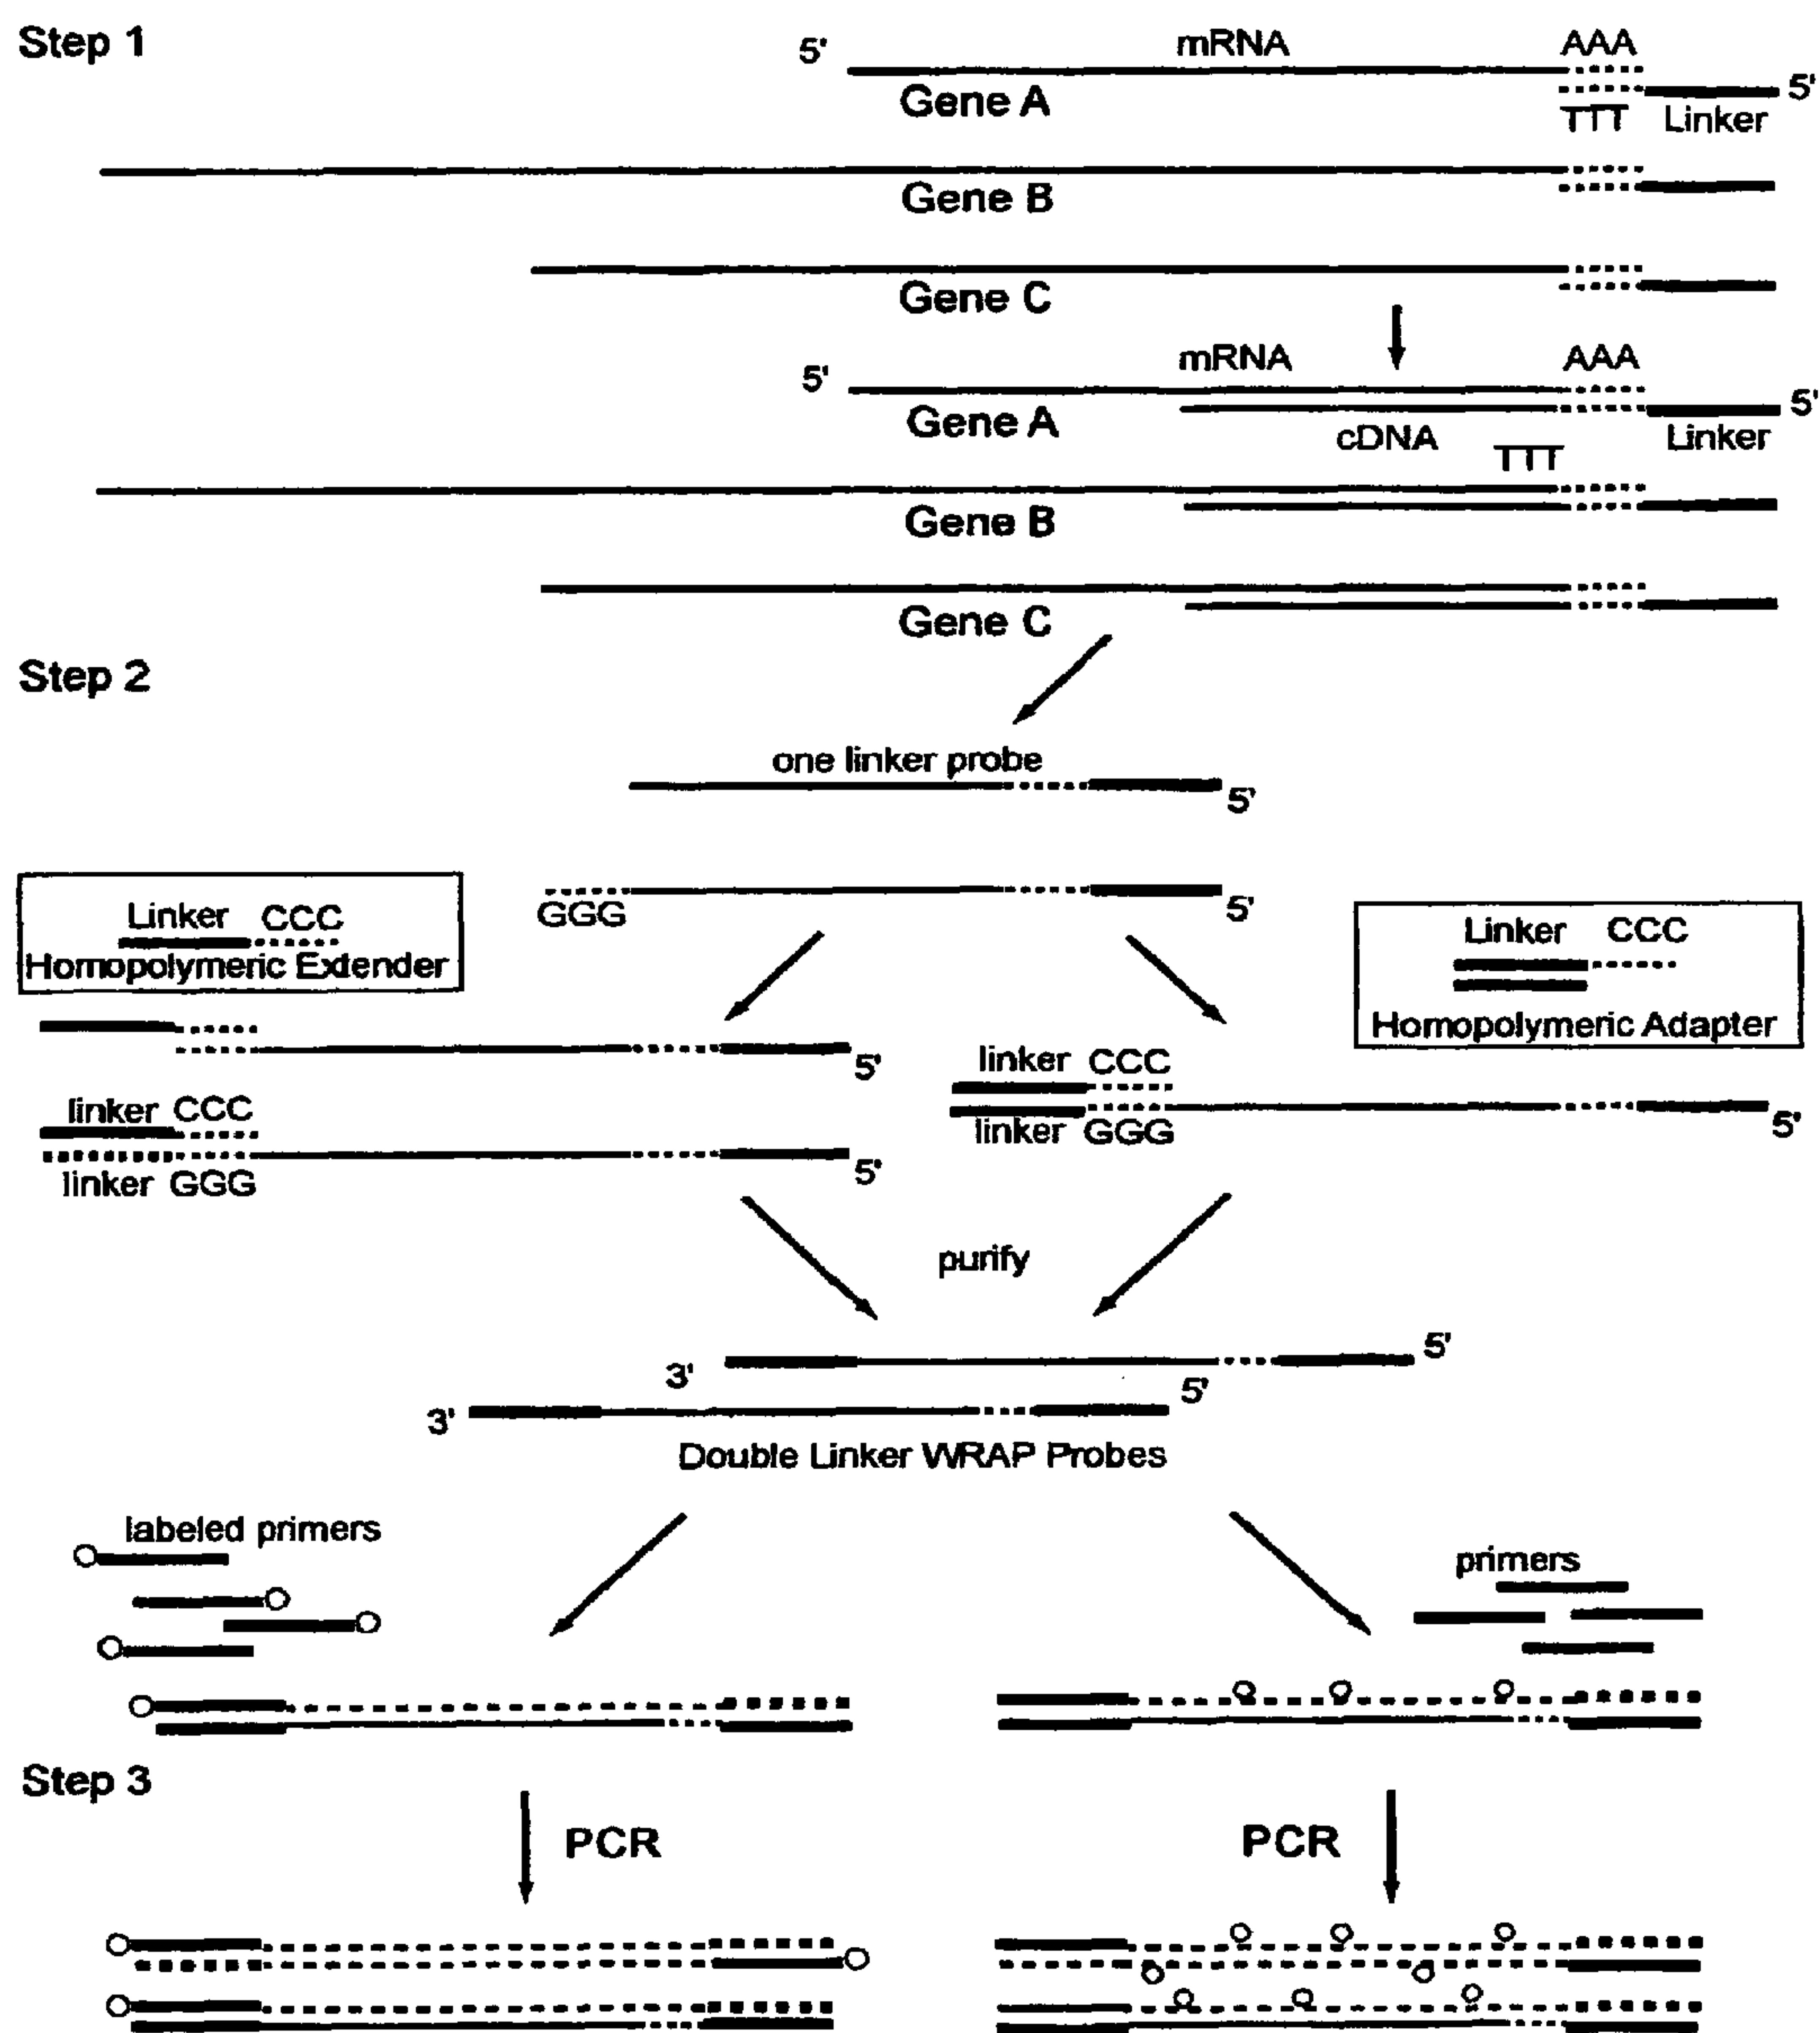 Step 1
5' mRNA AAA
Gene A 5'
TTT Linker
Gene B
Gene C
mRNA AAA
5' 5'
Gene A cDNA Linker
TTT
Gene B
Gene C
Step 2
one linker probe
5'
GGG 5'
Linker CCC
Homopolymeric Extender
Linker CCC
Homopolymeric Adapter
5'
linker CCC
linker GGG
5'
linker CCC
linker GGG
5'
purify
5'
3'
5'
3'
Double Linker WRAP Probes
labeled primers
primers
Step 3
PCR PCR